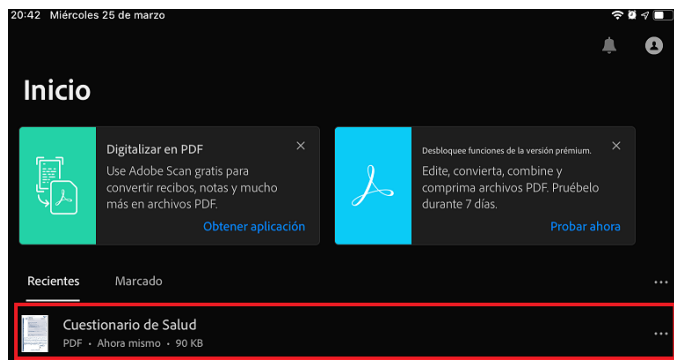 20:42 Miércoles 25 de marzo
Inicio
Digitalizar en PDF
Use Adobe Scan gratis para
convertir recibos, notas y mucho
más en archivos PDF.
Obtener aplicación
Desbloquee funciones de la versión prémium.
Edite, convierta, combine y
comprima archivos PDF. Pruébelo
durante 7 días.
Probar ahora
Recientes Marcado
Cuestionario de Salud
PDF • Ahora mismo • 90 KB